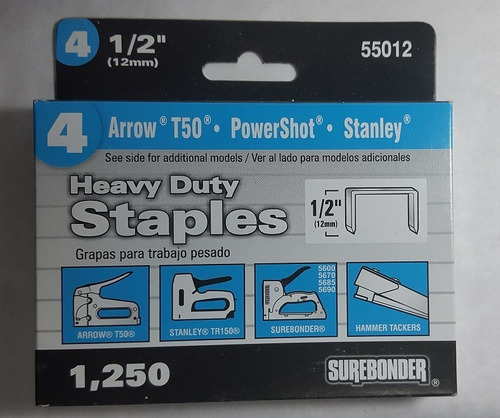 4 1/2" 55012
(12mm)
4 Arrow® T50® • PowerShot® • Stanley®
See side for additional models / Ver al lado para modelos adicionales
Heavy Duty
Staples
1/2"
(12mm)
Grapas para trabajo pesado
5600
5670
5685
5690
ARROW® T50® STANLEY® TR150® SUREBONDER® HAMMER TACKERS
1,250 SUREBONDER®